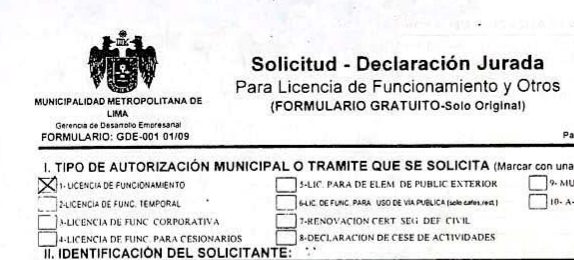 Solicitud - Declaración Jurada
Para Licencia de Funcionamiento y Otros
(FORMULARIO GRATUITO-Solo Original)
MUNICIPALIDAD METROPOLITANA DE
LIMA
Gerencia de Desarrollo Empresarial
FORMULARIO: GDE-001 01/09
Pa
I. TIPO DE AUTORIZACIÓN MUNICIPAL O TRAMITE QUE SE SOLICITA (Marcar con una
1- LICENCIA DE FUNCIONAMIENTO
2-LICENCIA DE FUNC. TEMPORAL
3-LICENCIA DE FUNC CORPORATIVA
4-LICENCIA DE FUNC. PARA CESIONARIOS
5-LIC. PARA DE ELEM DE PUBLIC EXTERIOR
6-LIC. DE FUNC. PARA USO DE VIA PUBLICA (solo cafes,rest.)
7-RENOVACION CERT SEG DEF CIVIL
8-DECLARACION DE CESE DE ACTIVIDADES
9- MU
10- A-
II. IDENTIFICACIÓN DEL SOLICITANTE: